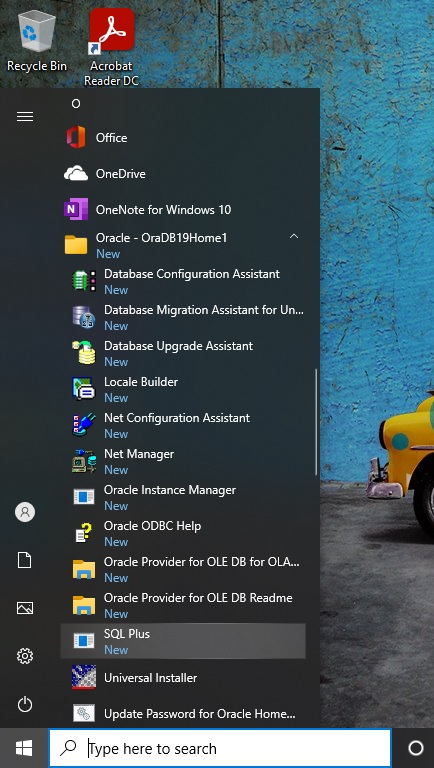 Recycle Bin
Acrobat
Reader DC
O
Office
OneDrive
OneNote for Windows 10
Oracle - OraDB19Home1
New
Database Configuration Assistant
New
Database Migration Assistant for Un...
New
Database Upgrade Assistant
New
Locale Builder
New
Net Configuration Assistant
New
Net Manager
New
Oracle Instance Manager
New
Oracle ODBC Help
New
Oracle Provider for OLE DB for OLA...
New
Oracle Provider for OLE DB Readme
New
SQL Plus
New
Universal Installer
Update Password for Oracle Home...
Type here to search